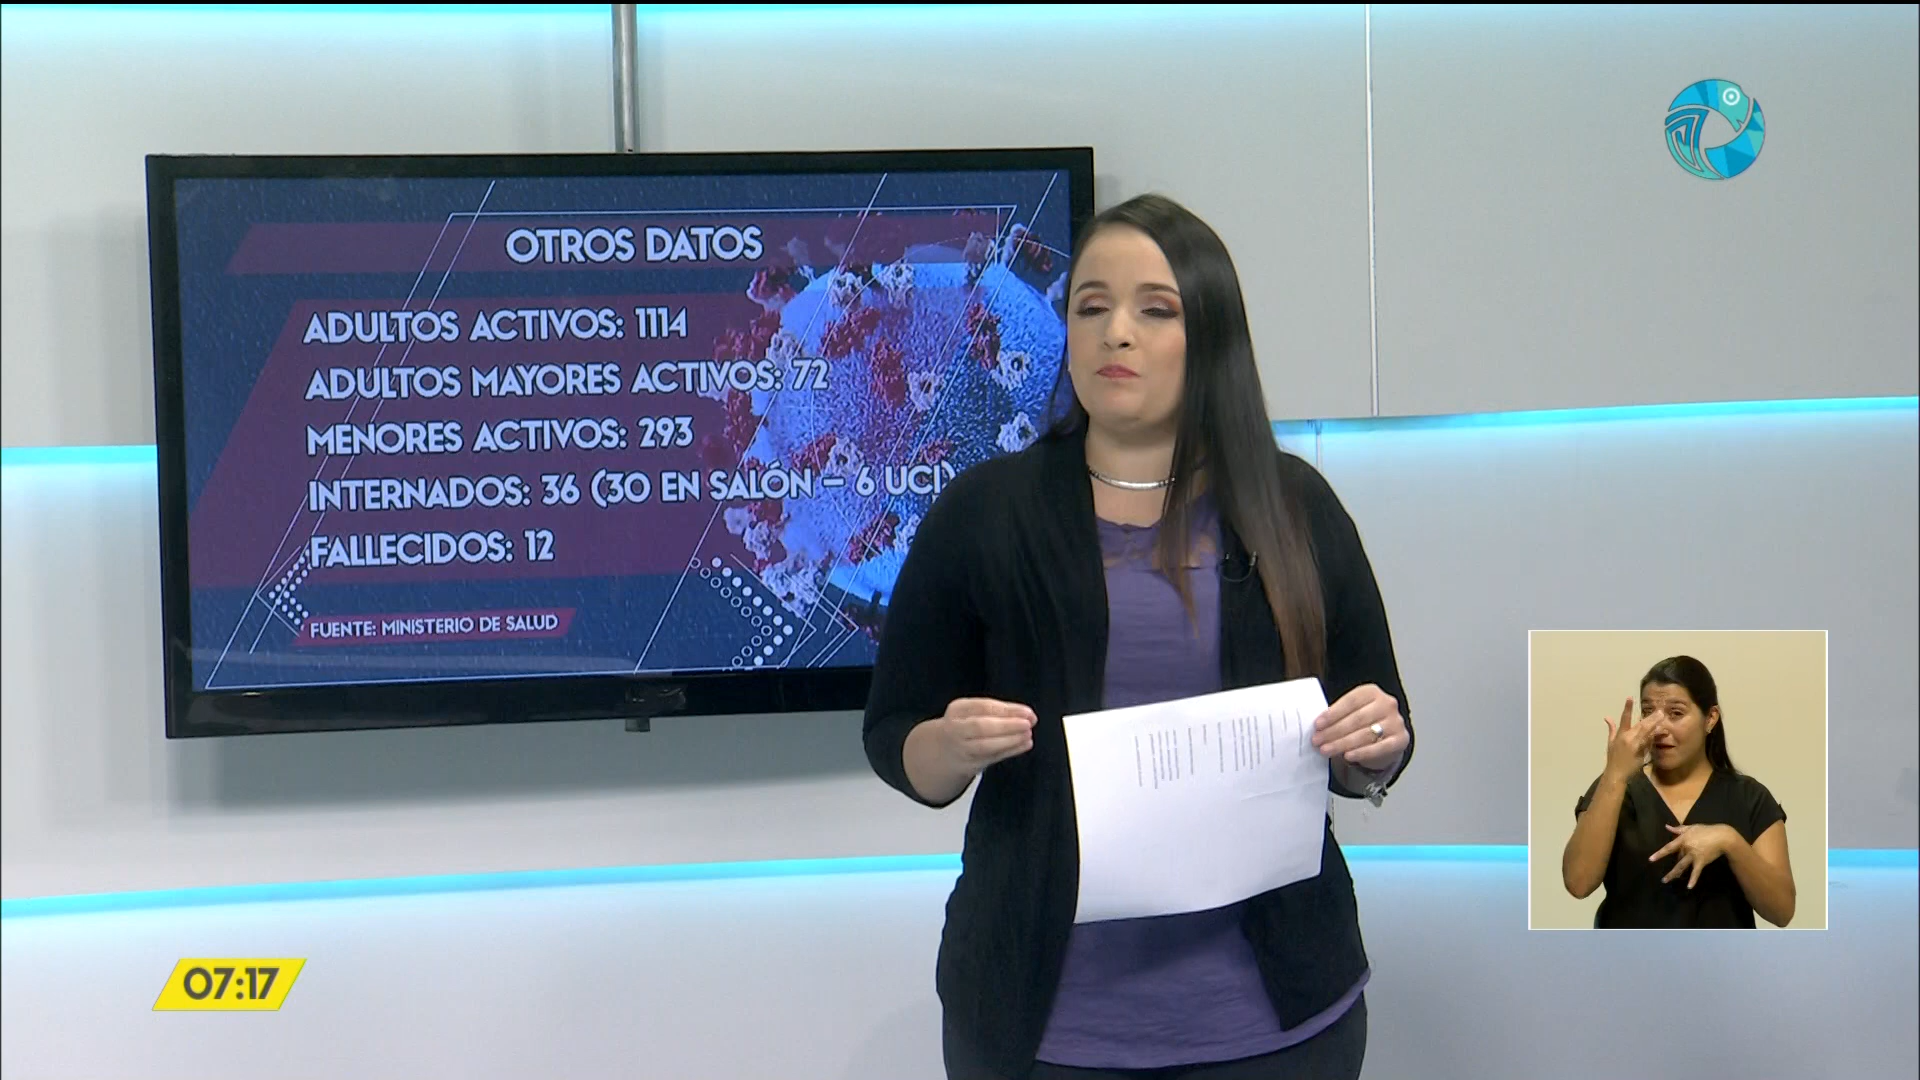 OTROS DATOS
ADULTOS ACTIVOS: 1114
ADULTOS MAYORES ACTIVOS: 72
MENORES ACTIVOS: 293
INTERNADOS: 36 (30 EN SALÓN – 6 UCI)
FALLECIDOS: 12
FUENTE: MINISTERIO DE SALUD
07:17